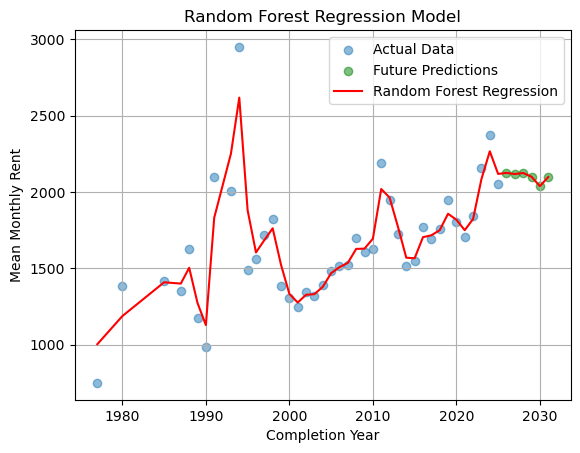 Random Forest Regression Model
3000
2500
2000
1500
1000
Mean Monthly Rent
Actual Data
Future Predictions
Random Forest Regression
1980 1990 2000 2010 2020 2030
Completion Year